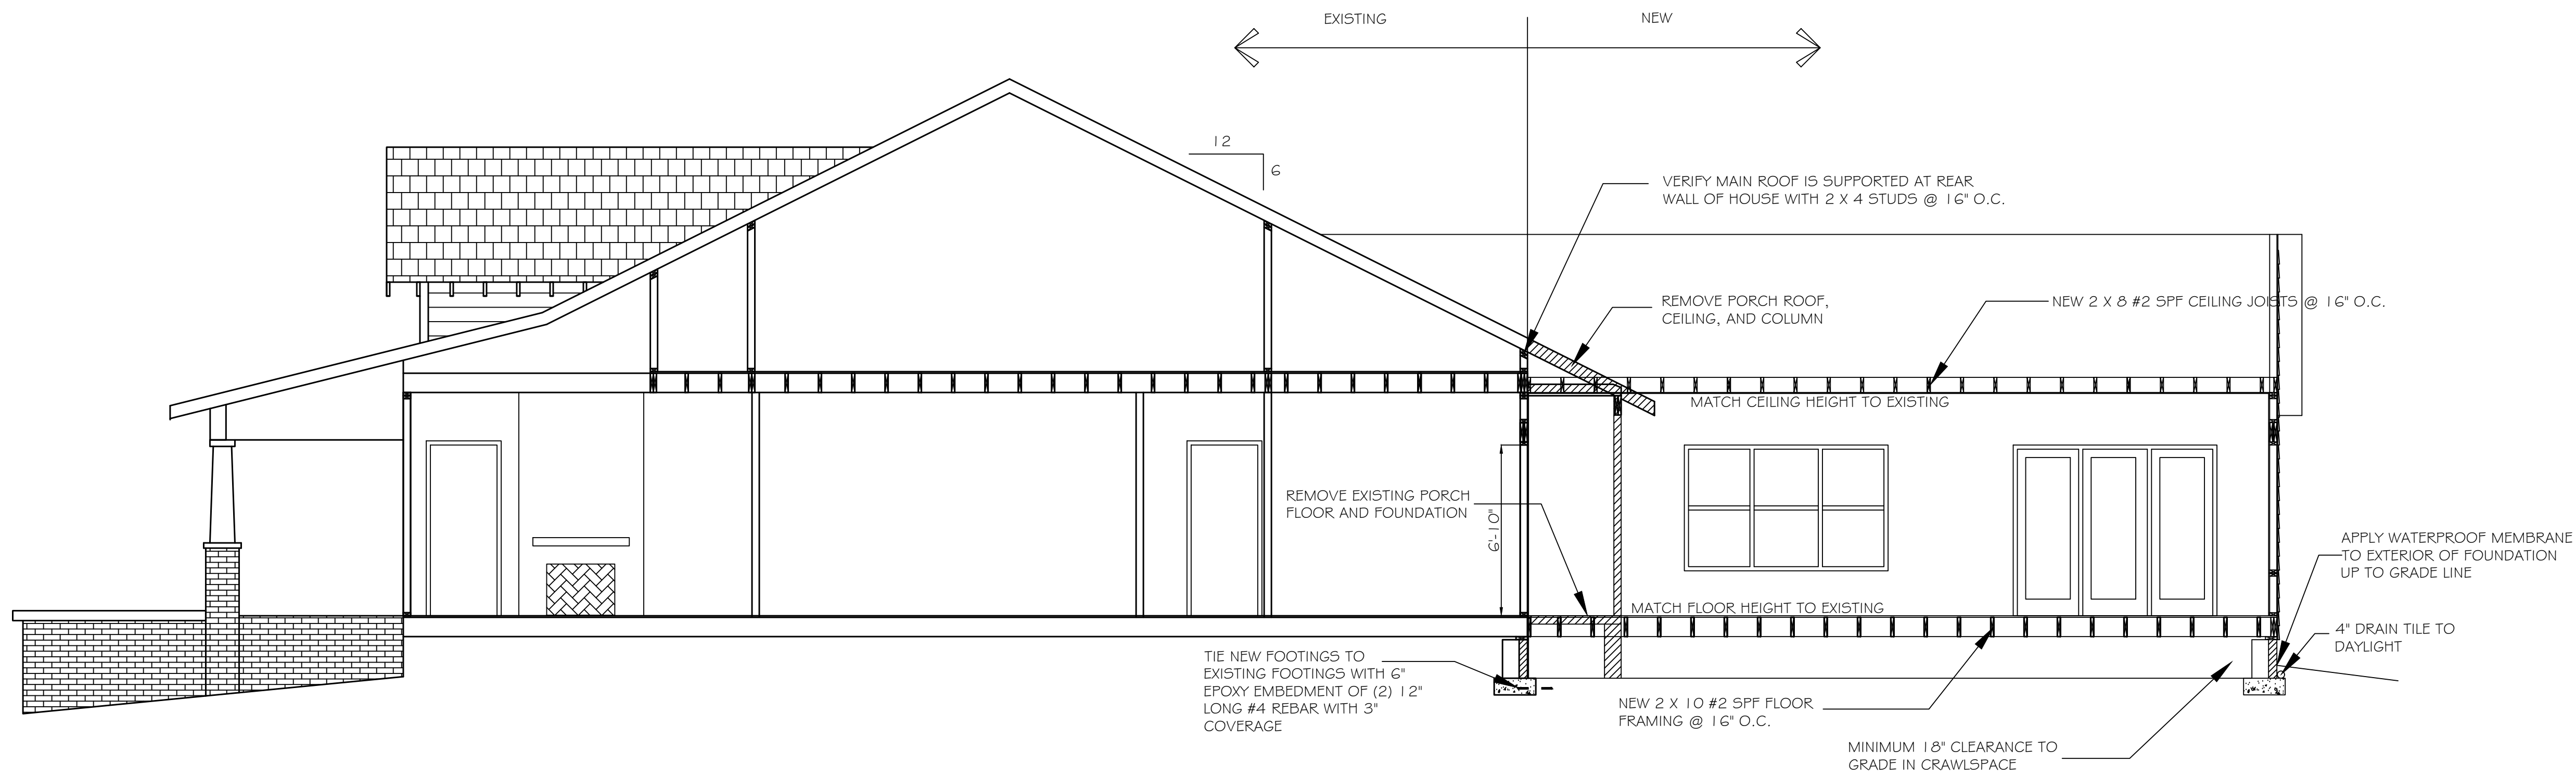 EXISTING
NEW
12
6
VERIFY MAIN ROOF IS SUPPORTED AT REAR
WALL OF HOUSE WITH 2 X 4 STUDS @ 16" O.C.
REMOVE PORCH ROOF,
CEILING, AND COLUMN
NEW 2 X 8 #2 SPF CEILING JOISTS @ 16" O.C.
MATCH CEILING HEIGHT TO EXISTING
REMOVE EXISTING PORCH
FLOOR AND FOUNDATION
6'-10"
APPLY WATERPROOF MEMBRANE
TO EXTERIOR OF FOUNDATION
UP TO GRADE LINE
MATCH FLOOR HEIGHT TO EXISTING
4" DRAIN TILE TO
DAYLIGHT
TIE NEW FOOTINGS TO
EXISTING FOOTINGS WITH 6"
EPOXY EMBEDMENT OF (2) 12"
LONG #4 REBAR WITH 3"
COVERAGE
NEW 2 X 10 #2 SPF FLOOR
FRAMING @ 16" O.C.
MINIMUM 18" CLEARANCE TO
GRADE IN CRAWLSPACE